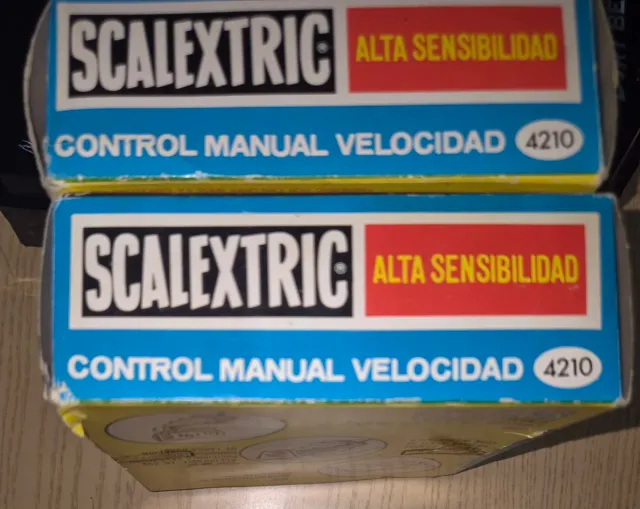 SCALEXTRIC® ALTA SENSIBILIDAD
CONTROL MANUAL VELOCIDAD 4210
SCALEXTRIC® ALTA SENSIBILIDAD
CONTROL MANUAL VELOCIDAD 4210